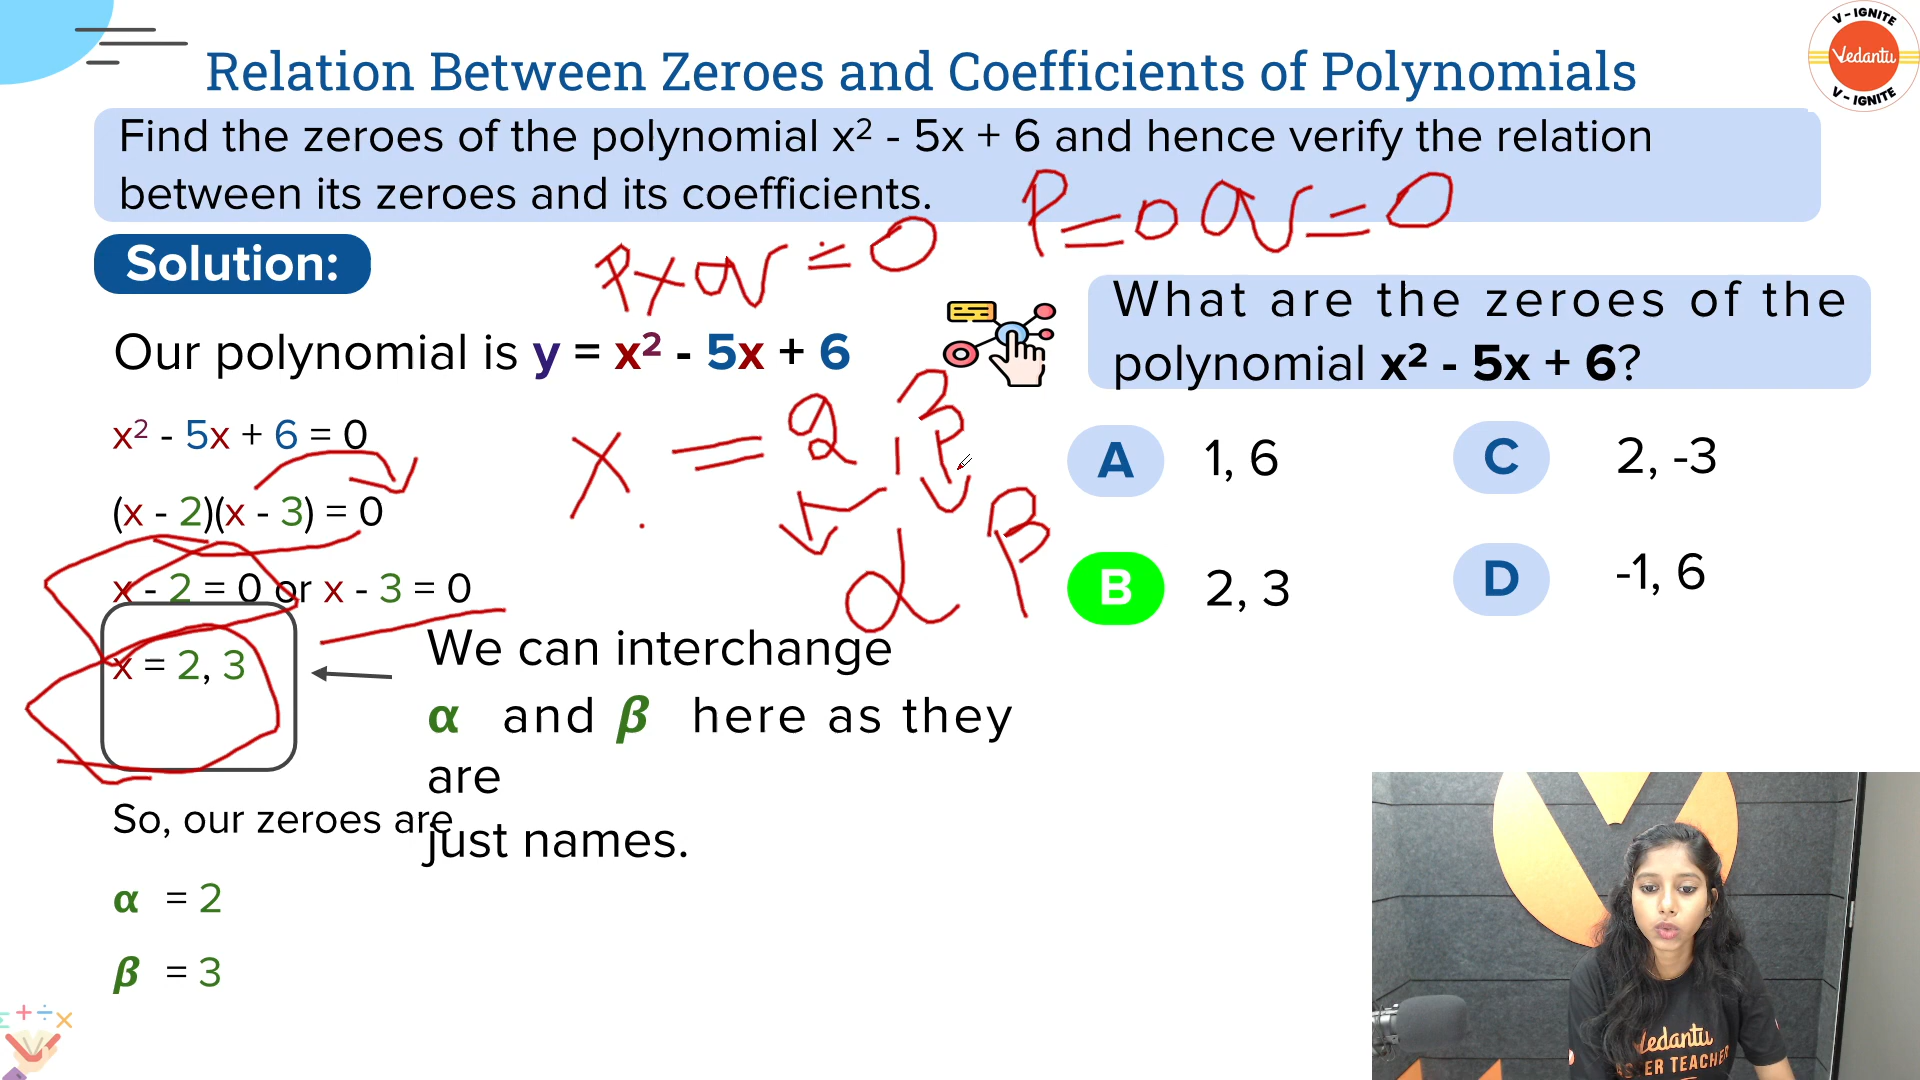 V - IGNITE
Vedantu
V - IGNITE
Relation Between Zeroes and Coefficients of Polynomials
Find the zeroes of the polynomial x² - 5x + 6 and hence verify the relation
between its zeroes and its coefficients.
P = 0 q = 0
P × q = 0
Solution:
Our polynomial is y = x² - 5x + 6
What are the zeroes of the
polynomial x² - 5x + 6?
x² - 5x + 6 = 0
x = 2, 3
α β
A 1, 6
C 2, -3
(x - 2)(x - 3) = 0
B 2, 3
D -1, 6
x - 2 = 0 or x - 3 = 0
x = 2, 3
We can interchange
α and β here as they
are
just names.
So, our zeroes are
α = 2
β = 3
Vedantu
ER TEACHER